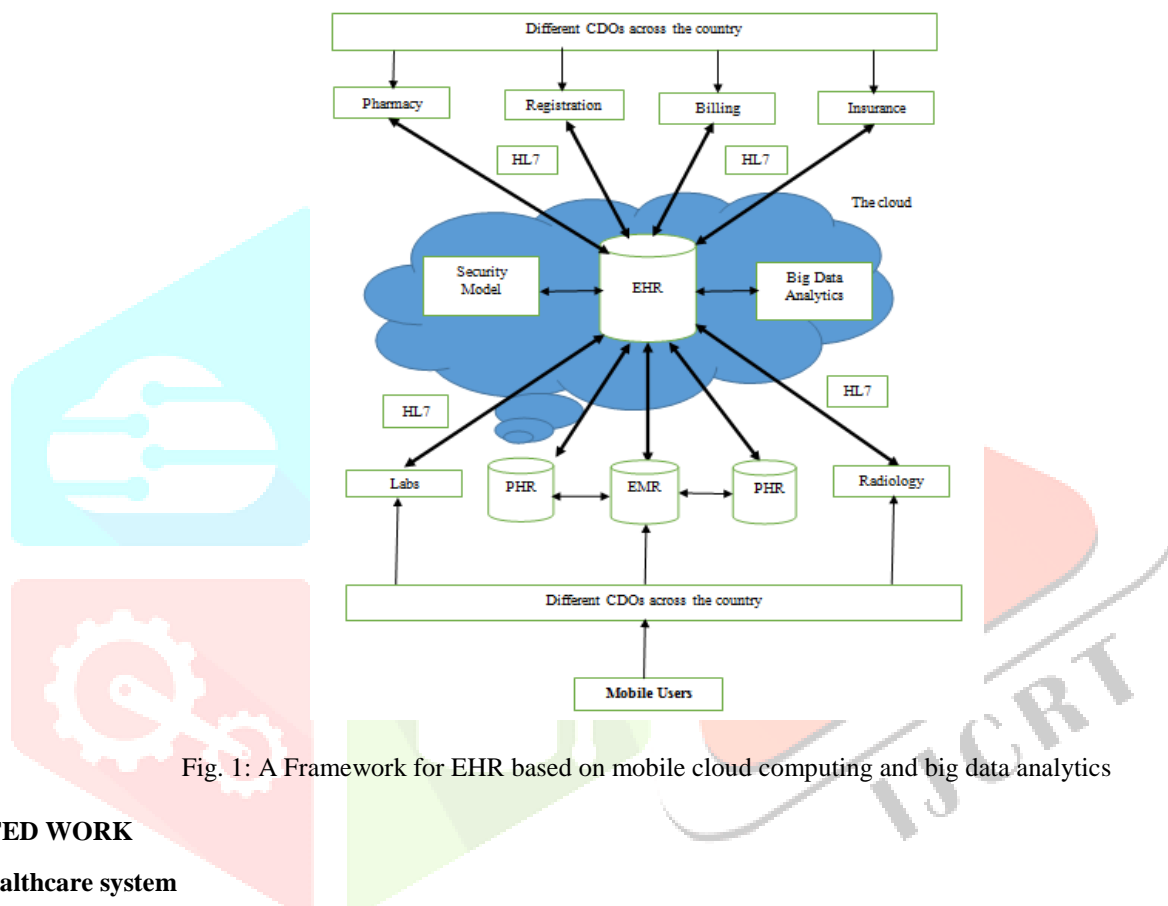 Different CDOs across the country
Pharmacy
Registration
Billing
Insurance
HL7
HL7
The cloud
Security
Model
EHR
Big Data
Analytics
HL7
HL7
Labs
PHR
EMR
PHR
Radiology
Different CDOs across the country
Mobile Users
IJCRT
Fig. 1: A Framework for EHR based on mobile cloud computing and big data analytics
TED WORK
althcare system